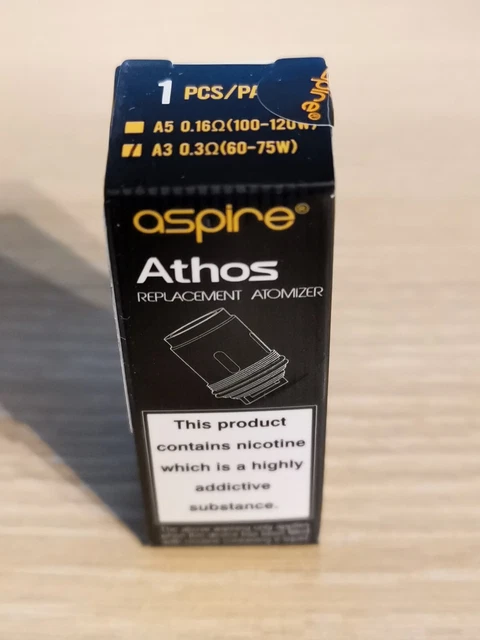 1 PCS/PA
A5 0.16Ω(100-120W)
A3 0.3Ω(60-75W)
aspire®
Athos
REPLACEMENT ATOMIZER
This product
contains nicotine
which is a highly
addictive
substance.